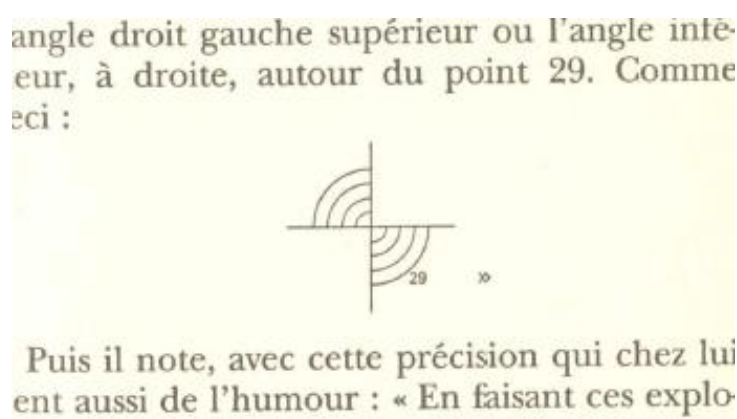 angle droit gauche supérieur ou l'angle infé-
eur, à droite, autour du point 29. Comme
eci :
29 »
Puis il note, avec cette précision qui chez lui
ent aussi de l'humour : « En faisant ces explo-